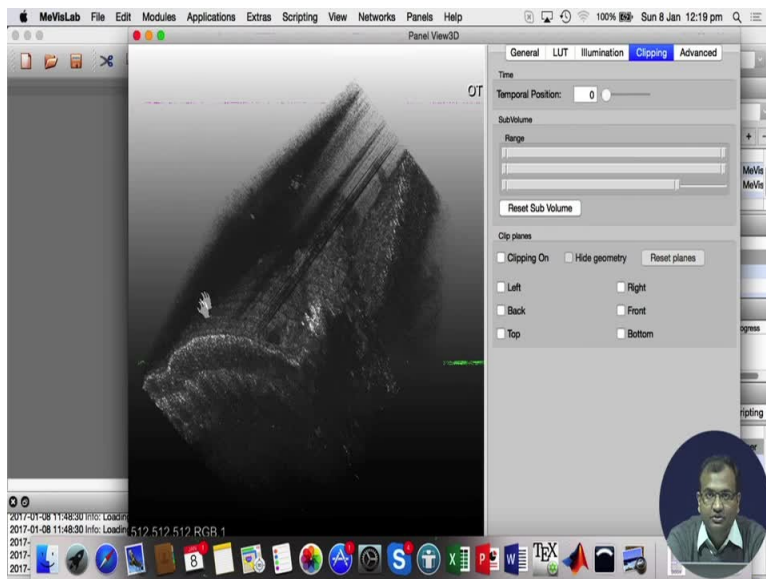 MeVisLab File Edit Modules Applications Extras Scripting View Networks Panels Help 100% Sun 8 Jan 12:19 pm
Panel View3D
General LUT Illumination Clipping Advanced
Time
OT
Temporal Position: 0
SubVolume
Range
MeVis
MeVis
Reset Sub Volume
Clip planes
Clipping On Hide geometry Reset planes
Left Right
Back Front
Top Bottom
ogress
ripting
2017-01-08 11:48:30 Info: Loadin
2017-01-08 11:48:30 Info: Loadin
2017-
2017-
512 512 512 RGB 1
8
TEX